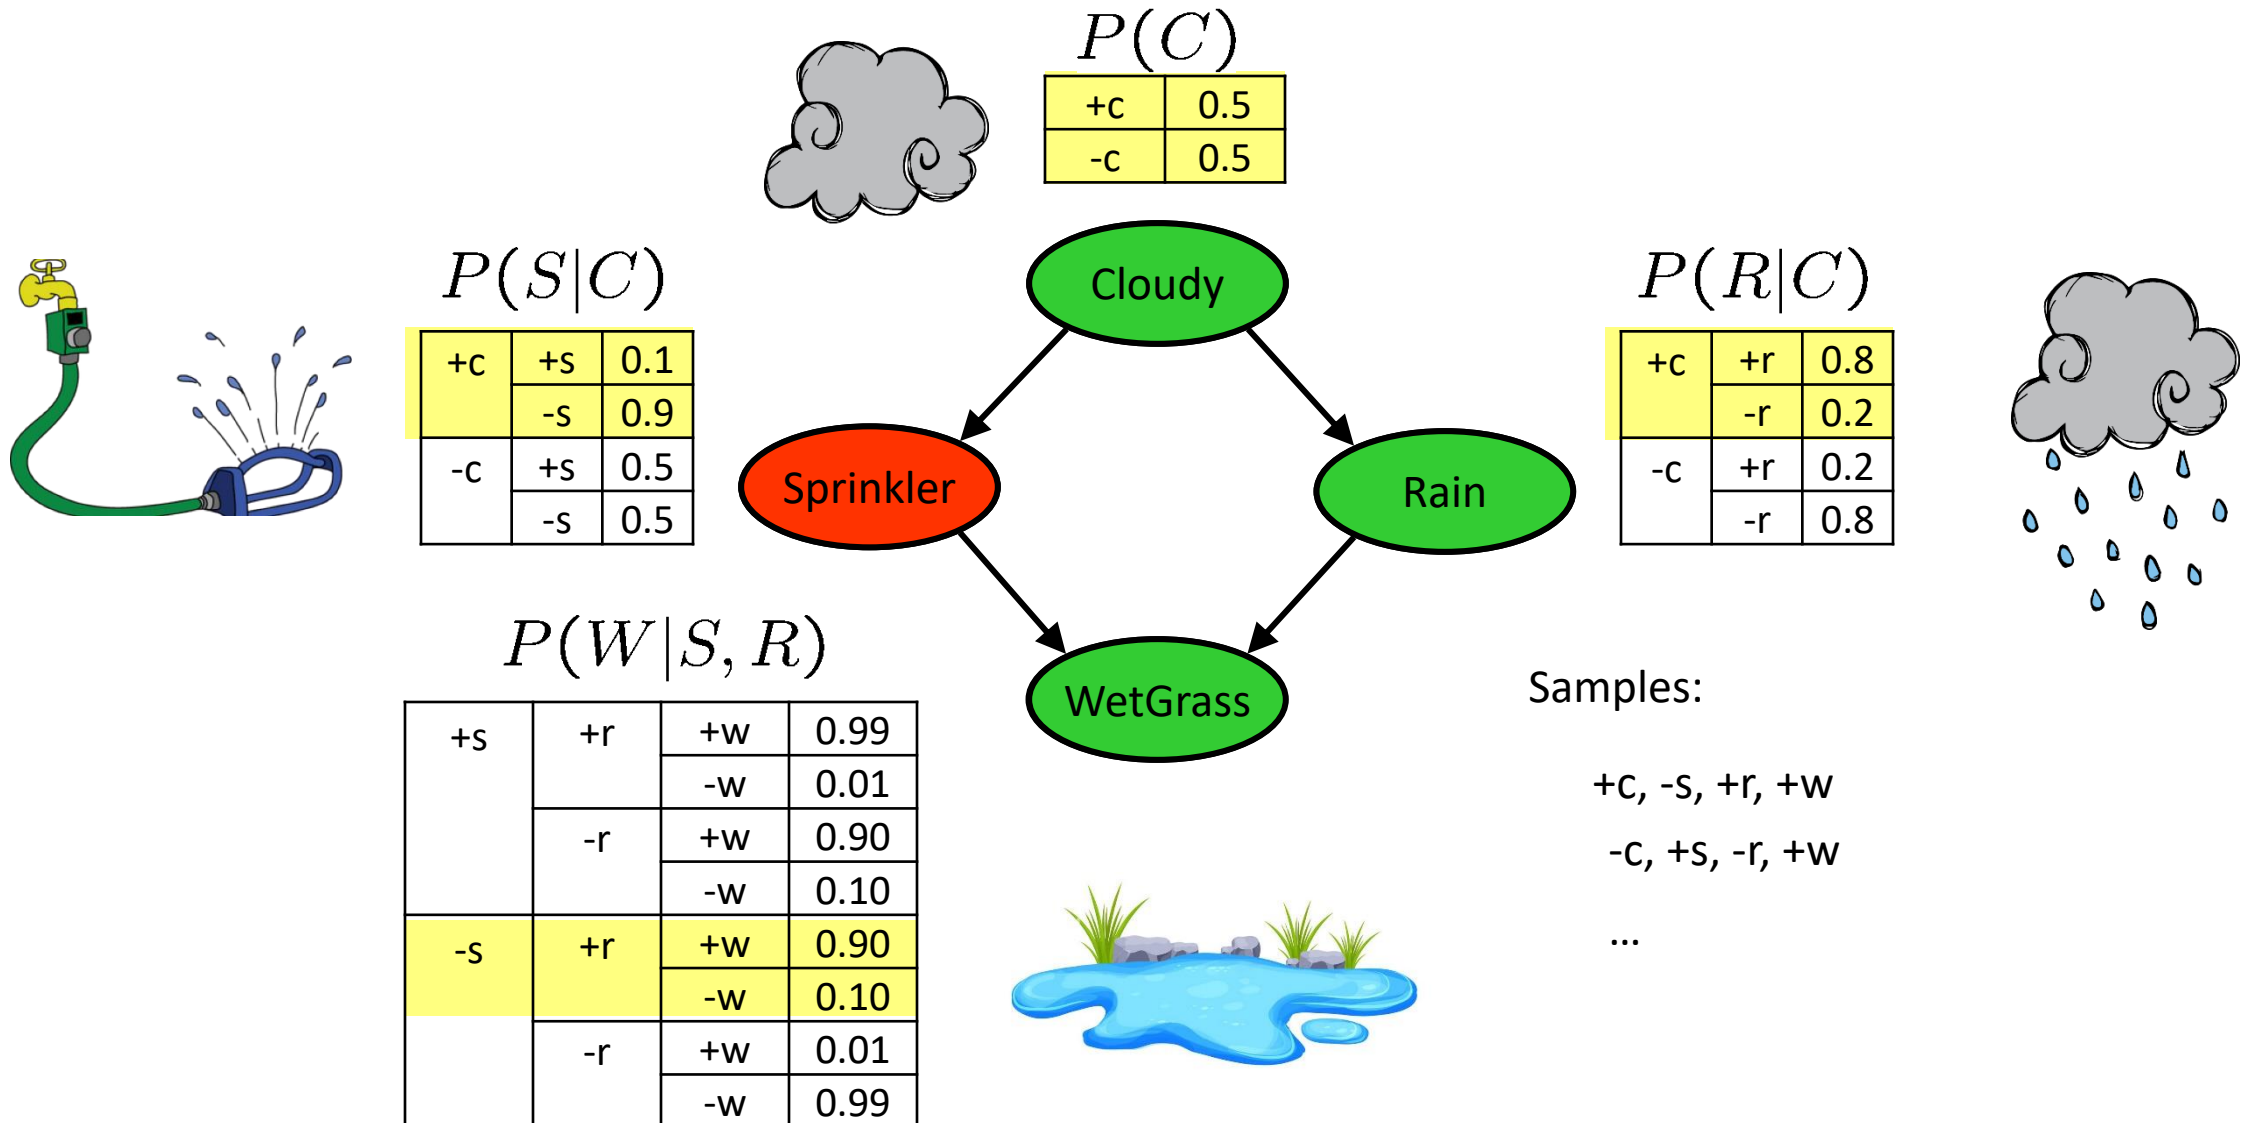 P(C)
+c 0.5
-c 0.5
Cloudy
P(S|C)
+c +s 0.1
-s 0.9
-c +s 0.5
-s 0.5
P(R|C)
+c +r 0.8
-r 0.2
-c +r 0.2
-r 0.8
Sprinkler
Rain
P(W|S, R)
+s +r +w 0.99
-w 0.01
-r +w 0.90
-w 0.10
-s +r +w 0.90
-w 0.10
-r +w 0.01
-w 0.99
WetGrass
Samples:
+c, -s, +r, +w
-c, +s, -r, +w
...